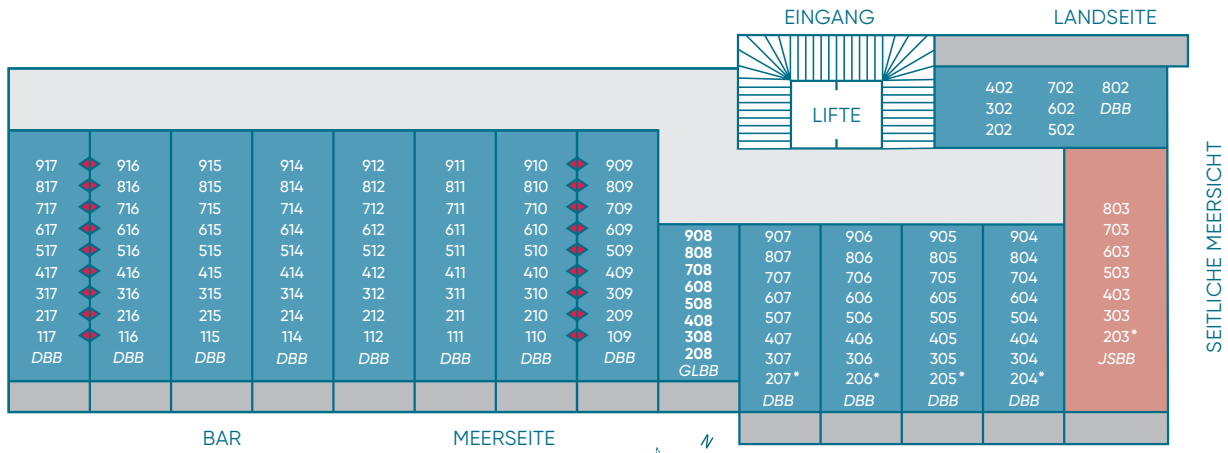 EINGANG
LANDSEITE
LIFTE
402 702 802
302 602 DBB
202 502
SEITLICHE MEERSICHT
917 916 915 914 912 911 910 909
817 816 815 814 812 811 810 809
717 716 715 714 712 711 710 709
617 616 615 614 612 611 610 609
517 516 515 514 512 511 510 509
417 416 415 414 412 411 410 409
317 316 315 314 312 311 310 309
217 216 215 214 212 211 210 209
117 116 115 114 112 111 110 109
DBB DBB DBB DBB DBB DBB DBB DBB
908
808
708
608
508
408
308
208
GLBB
907 906 905 904
807 806 805 804
707 706 705 704
607 606 605 604
507 506 505 504
407 406 405 404
307 306 305 304
207* 206* 205* 204*
DBB DBB DBB DBB
803
703
603
503
403
303
203*
JSBB
BAR
MEERSEITE
N